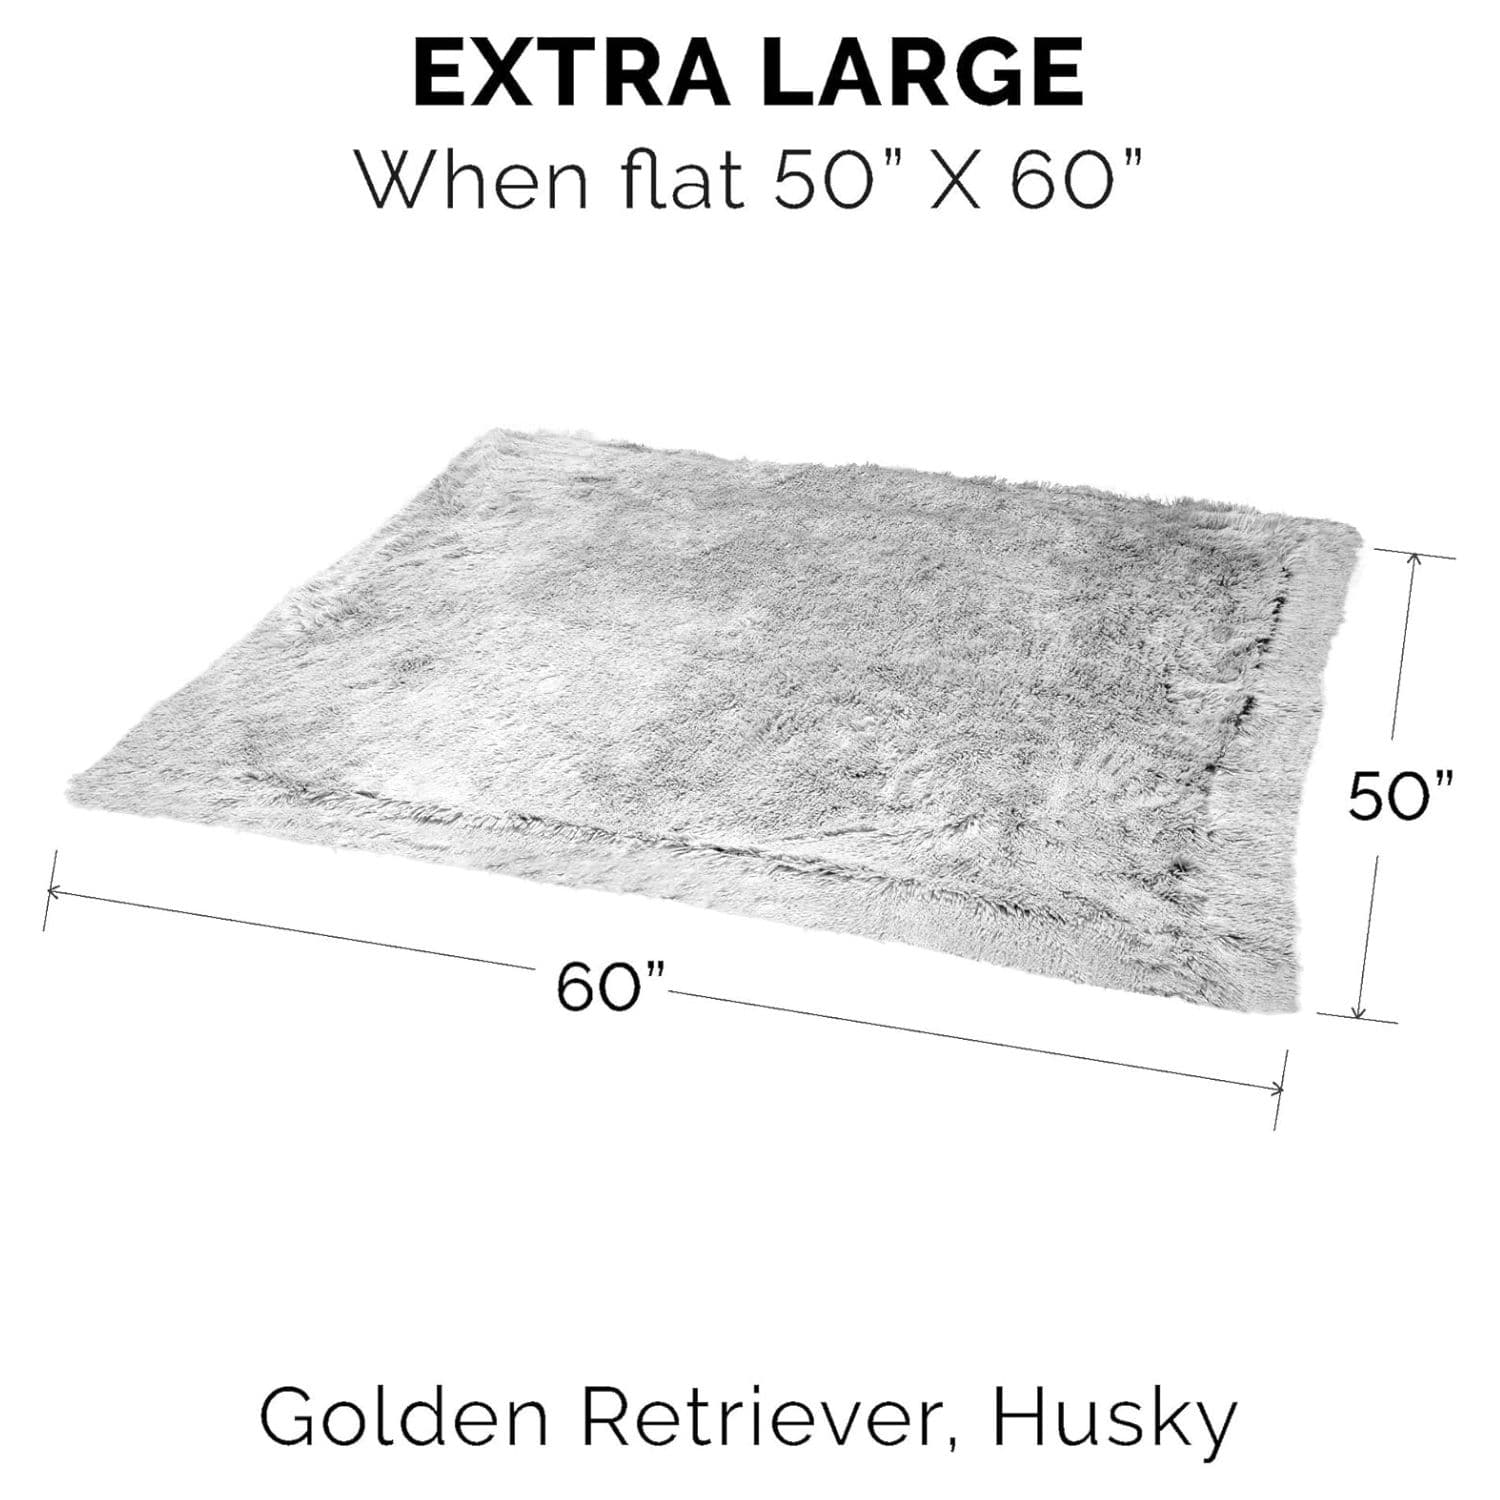 EXTRA LARGE
When flat 50” X 60”
50”
60”
Golden Retriever, Husky